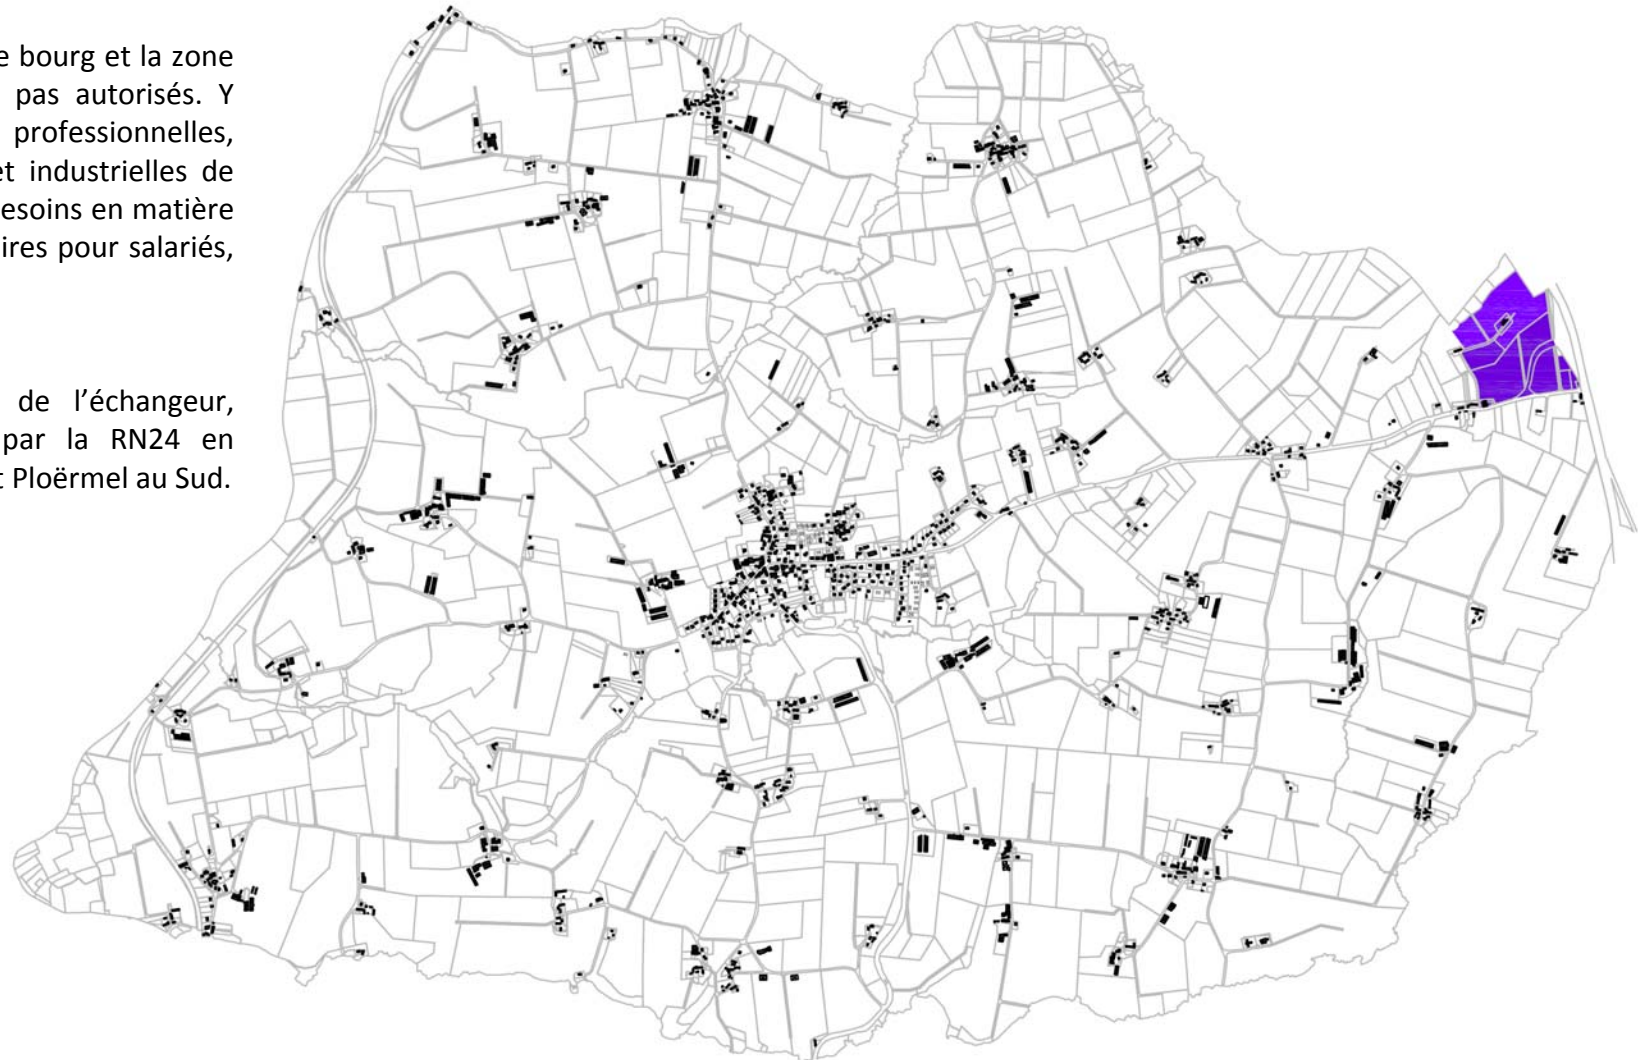 e bourg et la zone
pas autorisés. Y
professionnelles,
et industrielles de
esoins en matière
ires pour salariés,
de l’échangeur,
par la RN24 en
t Ploërmel au Sud.